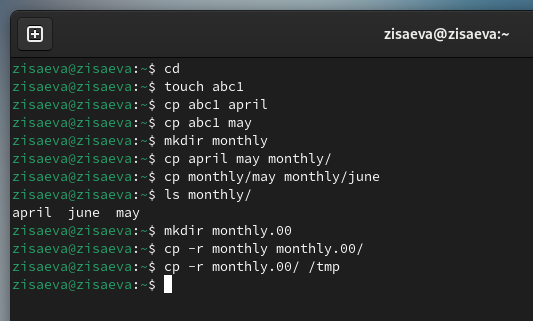 zisaeva@zisaeva:~
zisaeva@zisaeva:~$ cd
zisaeva@zisaeva:~$ touch abc1
zisaeva@zisaeva:~$ cp abc1 april
zisaeva@zisaeva:~$ cp abc1 may
zisaeva@zisaeva:~$ mkdir monthly
zisaeva@zisaeva:~$ cp april may monthly/
zisaeva@zisaeva:~$ cp monthly/may monthly/june
zisaeva@zisaeva:~$ ls monthly/
april  june  may
zisaeva@zisaeva:~$ mkdir monthly.00
zisaeva@zisaeva:~$ cp -r monthly monthly.00/
zisaeva@zisaeva:~$ cp -r monthly.00/ /tmp
zisaeva@zisaeva:~$